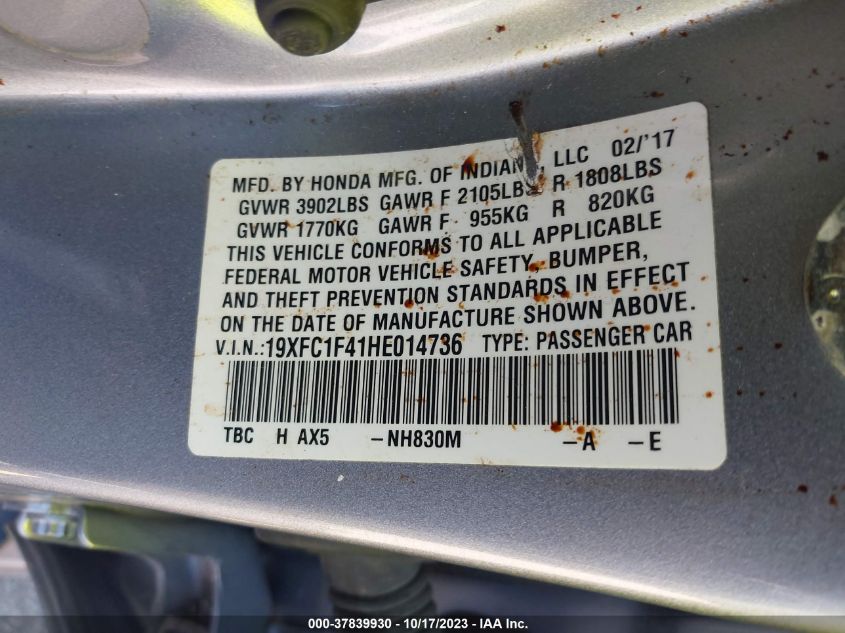 MFD. BY HONDA MFG. OF INDIANA, LLC 02/'17
GVWR 3902LBS GAWR F 2105LBS R 1808LBS
GVWR 1770KG GAWR F 955KG R 820KG
THIS VEHICLE CONFORMS TO ALL APPLICABLE
FEDERAL MOTOR VEHICLE SAFETY, BUMPER,
AND THEFT PREVENTION STANDARDS IN EFFECT
ON THE DATE OF MANUFACTURE SHOWN ABOVE.
V.I.N.:19XFC1F41HE014736 TYPE: PASSENGER CAR
TBC H AX5 -NH830M -A -E
000-37839930 - 10/17/2023 - IAA Inc.